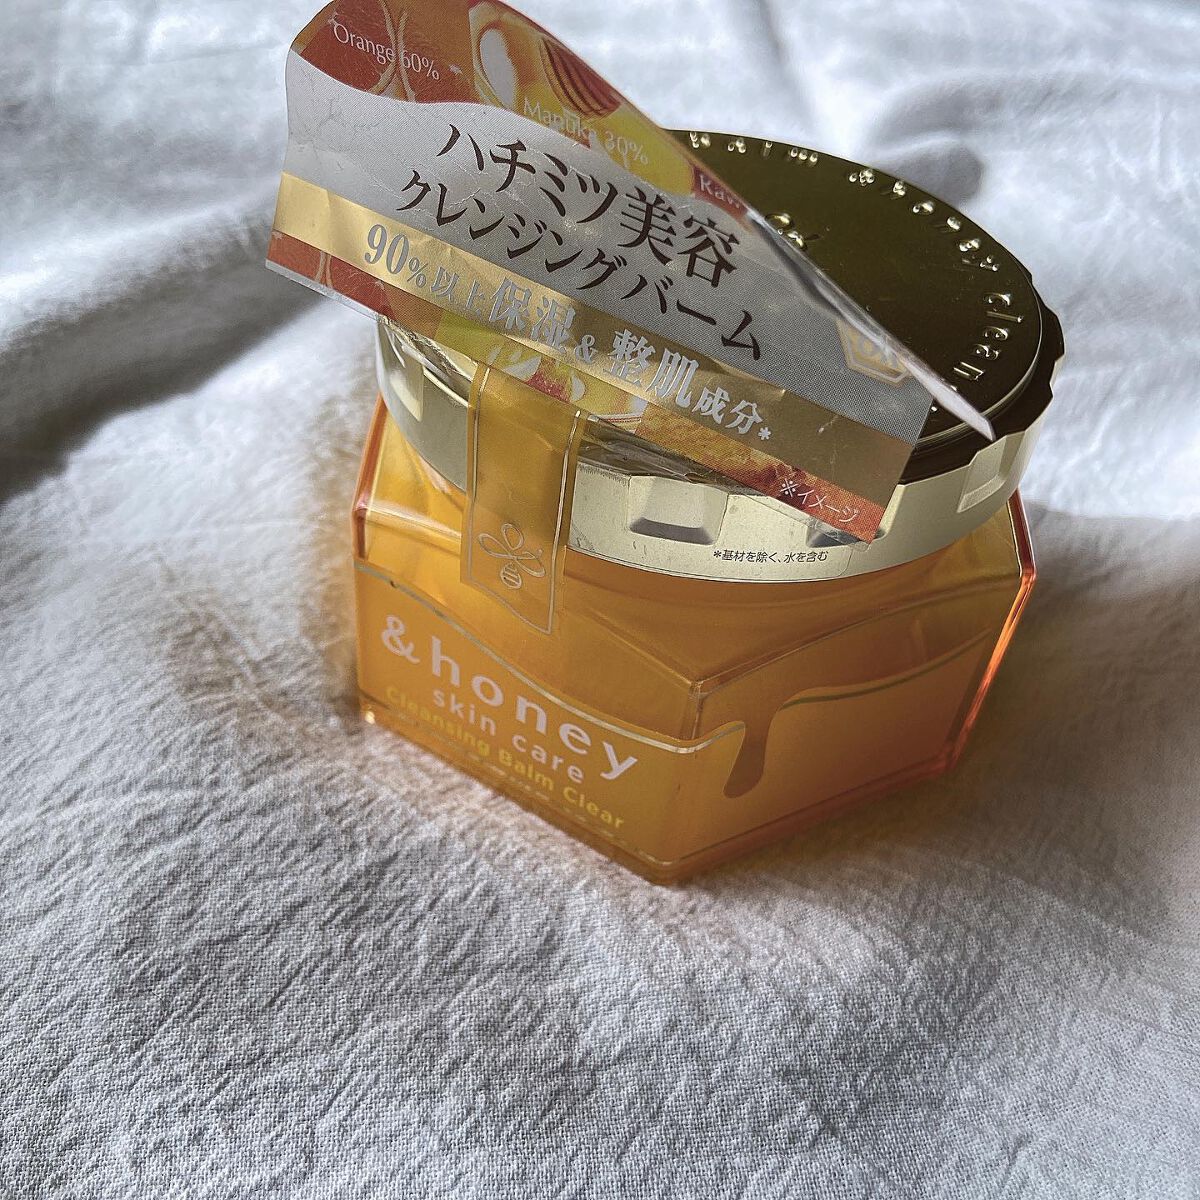 Orange 60%
Manuka 30%
Raw
ハチミツ美容
クレンジングバーム
90%以上保湿&整肌成分*
※イメージ
*基材を除く、水を含む
&honey
skin care
Cleansing Balm Clear